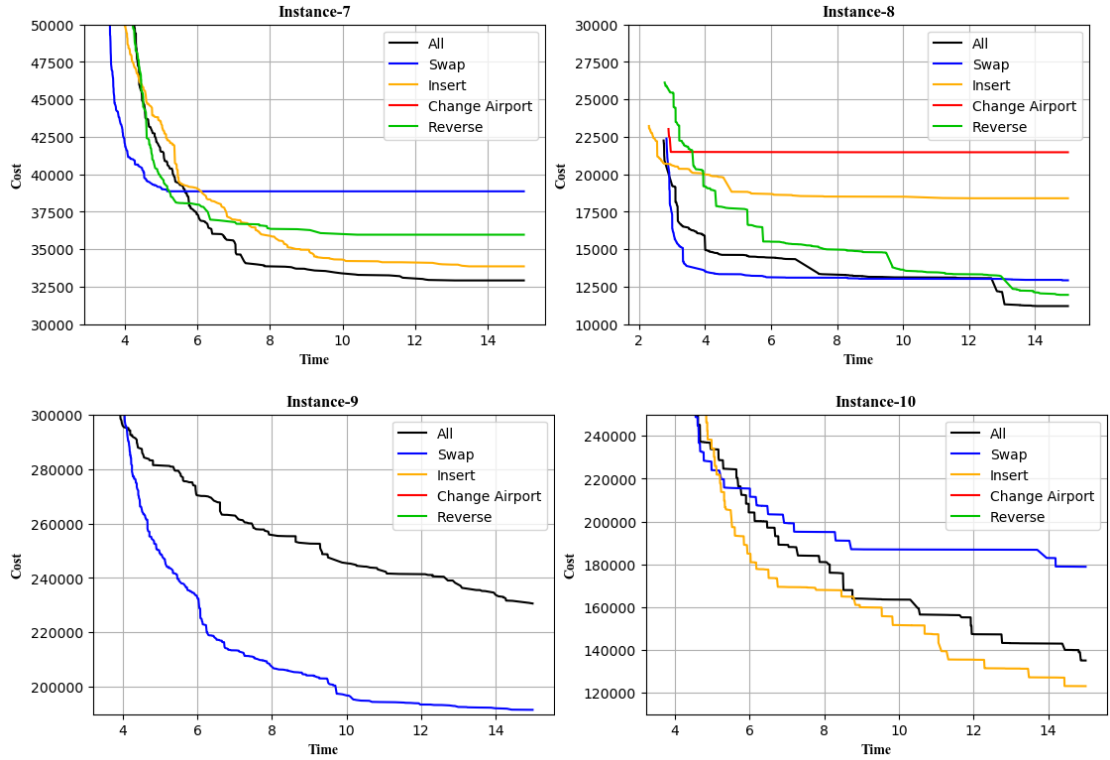 Instance-7
50000
47500
45000
42500
40000
37500
35000
32500
30000
Cost
4
6
8
10
12
14
Time
All
Swap
Insert
Change Airport
Reverse
Instance-8
30000
27500
25000
22500
20000
17500
15000
12500
10000
Cost
2
4
6
8
10
12
14
Time
All
Swap
Insert
Change Airport
Reverse
Instance-9
300000
280000
260000
240000
220000
200000
Cost
4
6
8
10
12
14
Time
All
Swap
Insert
Change Airport
Reverse
Instance-10
240000
220000
200000
180000
160000
140000
120000
Cost
4
6
8
10
12
14
Time
All
Swap
Insert
Change Airport
Reverse